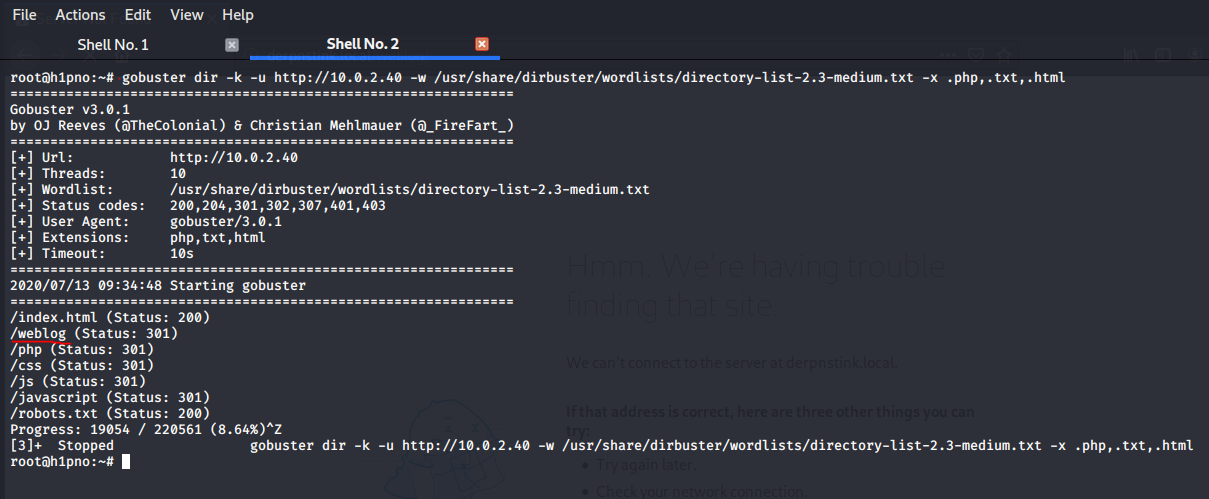 File Actions Edit View Help
Shell No. 1 Shell No. 2
root@h1pno:~# gobuster dir -k -u http://10.0.2.40 -w /usr/share/dirbuster/wordlists/directory-list-2.3-medium.txt -x .php,.txt,.html
===============================================================
Gobuster v3.0.1
by OJ Reeves (@TheColonial) & Christian Mehlmauer (@_FireFart_)
===============================================================
[+] Url: http://10.0.2.40
[+] Threads: 10
[+] Wordlist: /usr/share/dirbuster/wordlists/directory-list-2.3-medium.txt
[+] Status codes: 200,204,301,302,307,401,403
[+] User Agent: gobuster/3.0.1
[+] Extensions: php,txt,html
[+] Timeout: 10s
===============================================================
2020/07/13 09:34:48 Starting gobuster
===============================================================
/index.html (Status: 200)
/weblog (Status: 301)
/php (Status: 301)
/css (Status: 301)
/js (Status: 301)
/javascript (Status: 301)
/robots.txt (Status: 200)
Progress: 19054 / 220561 (8.64%)^Z
[3]+ Stopped gobuster dir -k -u http://10.0.2.40 -w /usr/share/dirbuster/wordlists/directory-list-2.3-medium.txt -x .php,.txt,.html
root@h1pno:~#
Hmm. We're having trouble
finding that site.
We can't connect to the server at derpnstink.local.
If that address is correct, here are three other things you can
try:
Try again later.
Check your network connection.